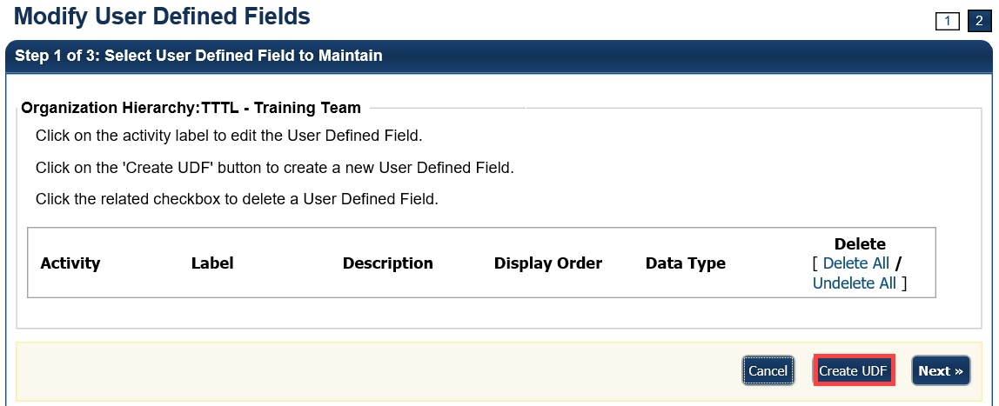 Modify User Defined Fields
1 2
Step 1 of 3: Select User Defined Field to Maintain
Organization Hierarchy:TTTL - Training Team
Click on the activity label to edit the User Defined Field.
Click on the 'Create UDF' button to create a new User Defined Field.
Click the related checkbox to delete a User Defined Field.
Activity Label Description Display Order Data Type Delete
[ Delete All /
Undelete All ]
Cancel Create UDF Next »